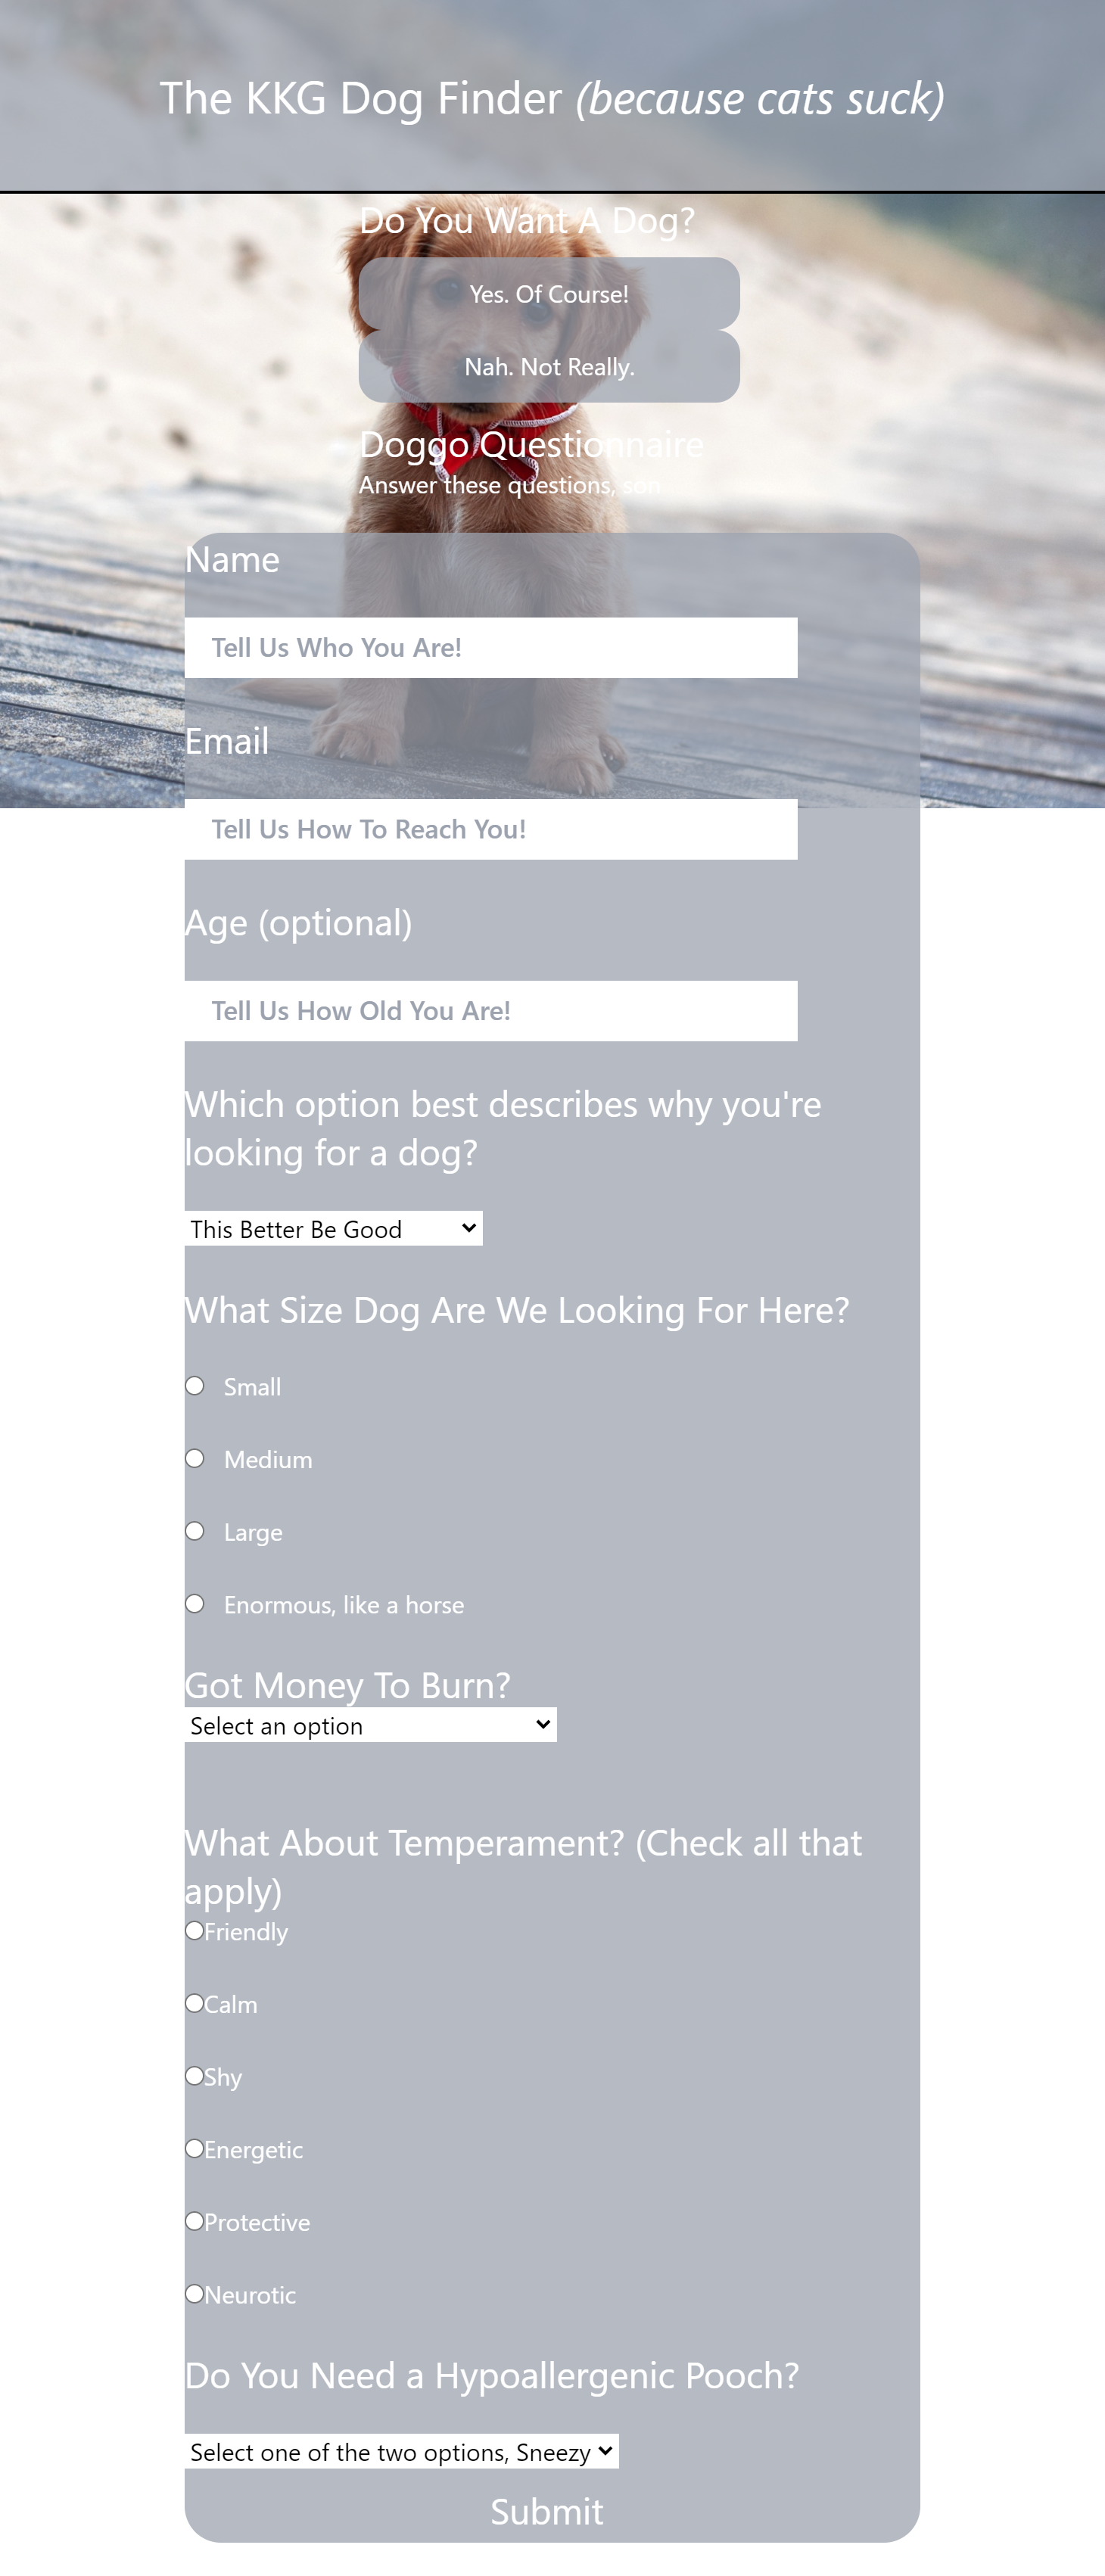 The KKG Dog Finder (because cats suck)
Do You Want A Dog?
Yes. Of Course!
Nah. Not Really.
Doggo Questionnaire
Answer these questions, son
Name
Tell Us Who You Are!
Email
Tell Us How To Reach You!
Age (optional)
Tell Us How Old You Are!
Which option best describes why you're
looking for a dog?
This Better Be Good
What Size Dog Are We Looking For Here?
Small
Medium
Large
Enormous, like a horse
Got Money To Burn?
Select an option
What About Temperament? (Check all that
apply)
Friendly
Calm
Shy
Energetic
Protective
Neurotic
Do You Need a Hypoallergenic Pooch?
Select one of the two options, Sneezy
Submit